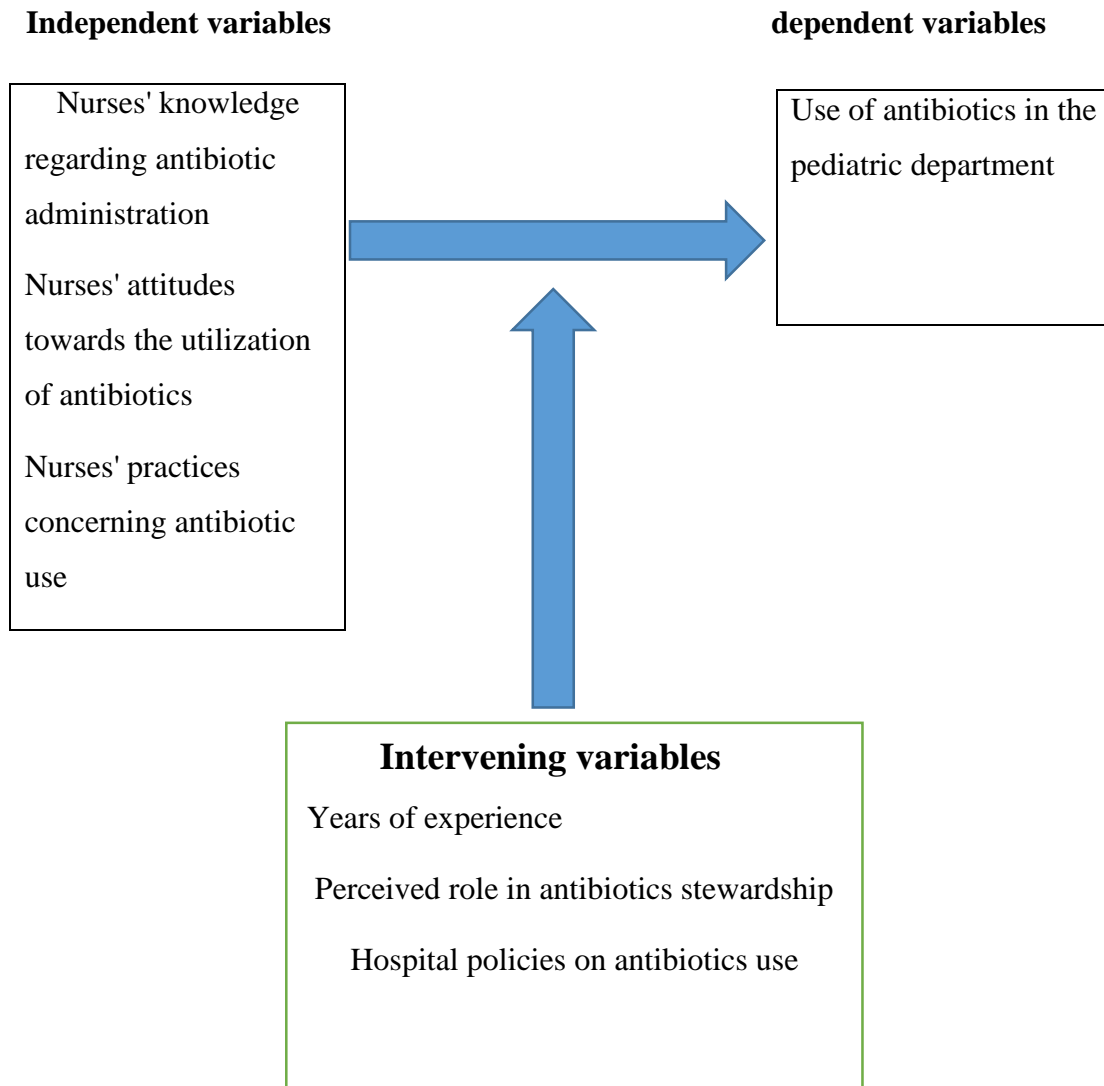 Independent variables
dependent variables
Nurses' knowledge
regarding antibiotic
administration
Nurses' attitudes
towards the utilization
of antibiotics
Nurses' practices
concerning antibiotic
use
Use of antibiotics in the
pediatric department
Intervening variables
Years of experience
Perceived role in antibiotics stewardship
Hospital policies on antibiotics use